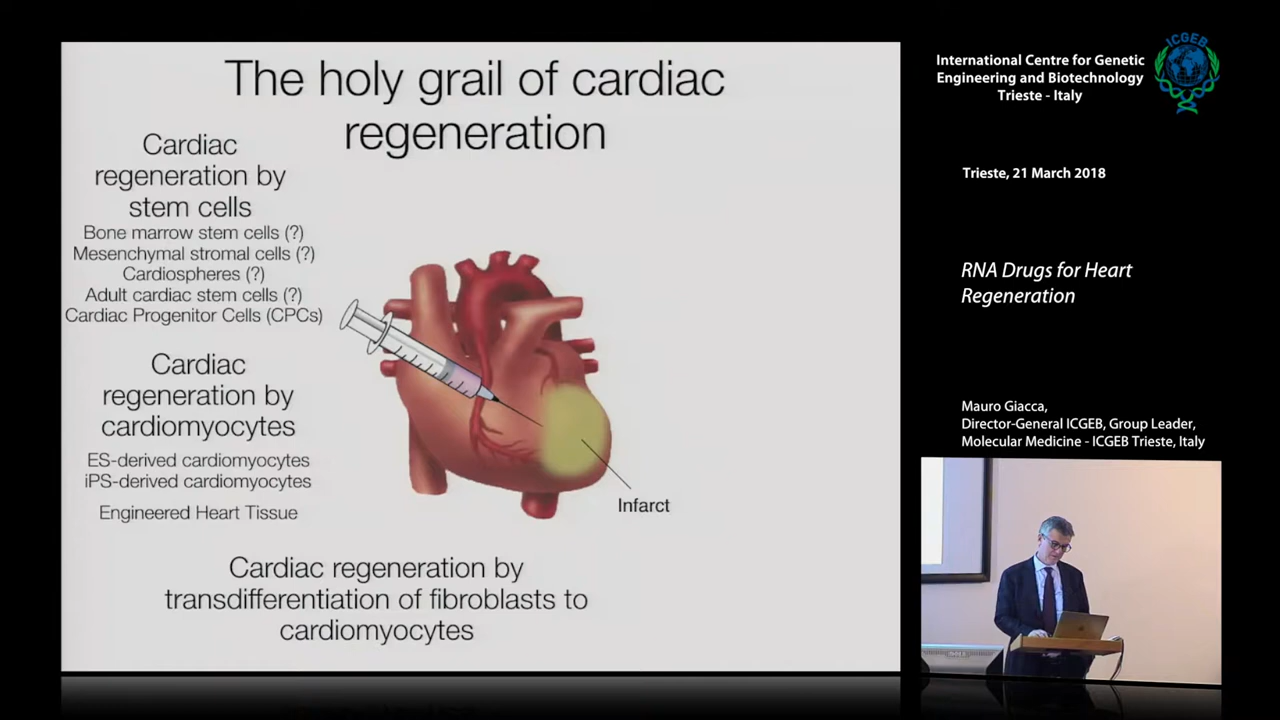 The holy grail of cardiac
regeneration
Cardiac
regeneration by
stem cells
Bone marrow stem cells (?)
Mesenchymal stromal cells (?)
Cardiospheres (?)
Adult cardiac stem cells (?)
Cardiac Progenitor Cells (CPCs)
Cardiac
regeneration by
cardiomyocytes
ES-derived cardiomyocytes
iPS-derived cardiomyocytes
Engineered Heart Tissue
Infarct
Cardiac regeneration by
transdifferentiation of fibroblasts to
cardiomyocytes
International Centre for Genetic
Engineering and Biotechnology
Trieste - Italy
ICGEB
Trieste, 21 March 2018
RNA Drugs for Heart
Regeneration
Mauro Giacca,
Director-General ICGEB, Group Leader,
Molecular Medicine - ICGEB Trieste, Italy
ICGEB